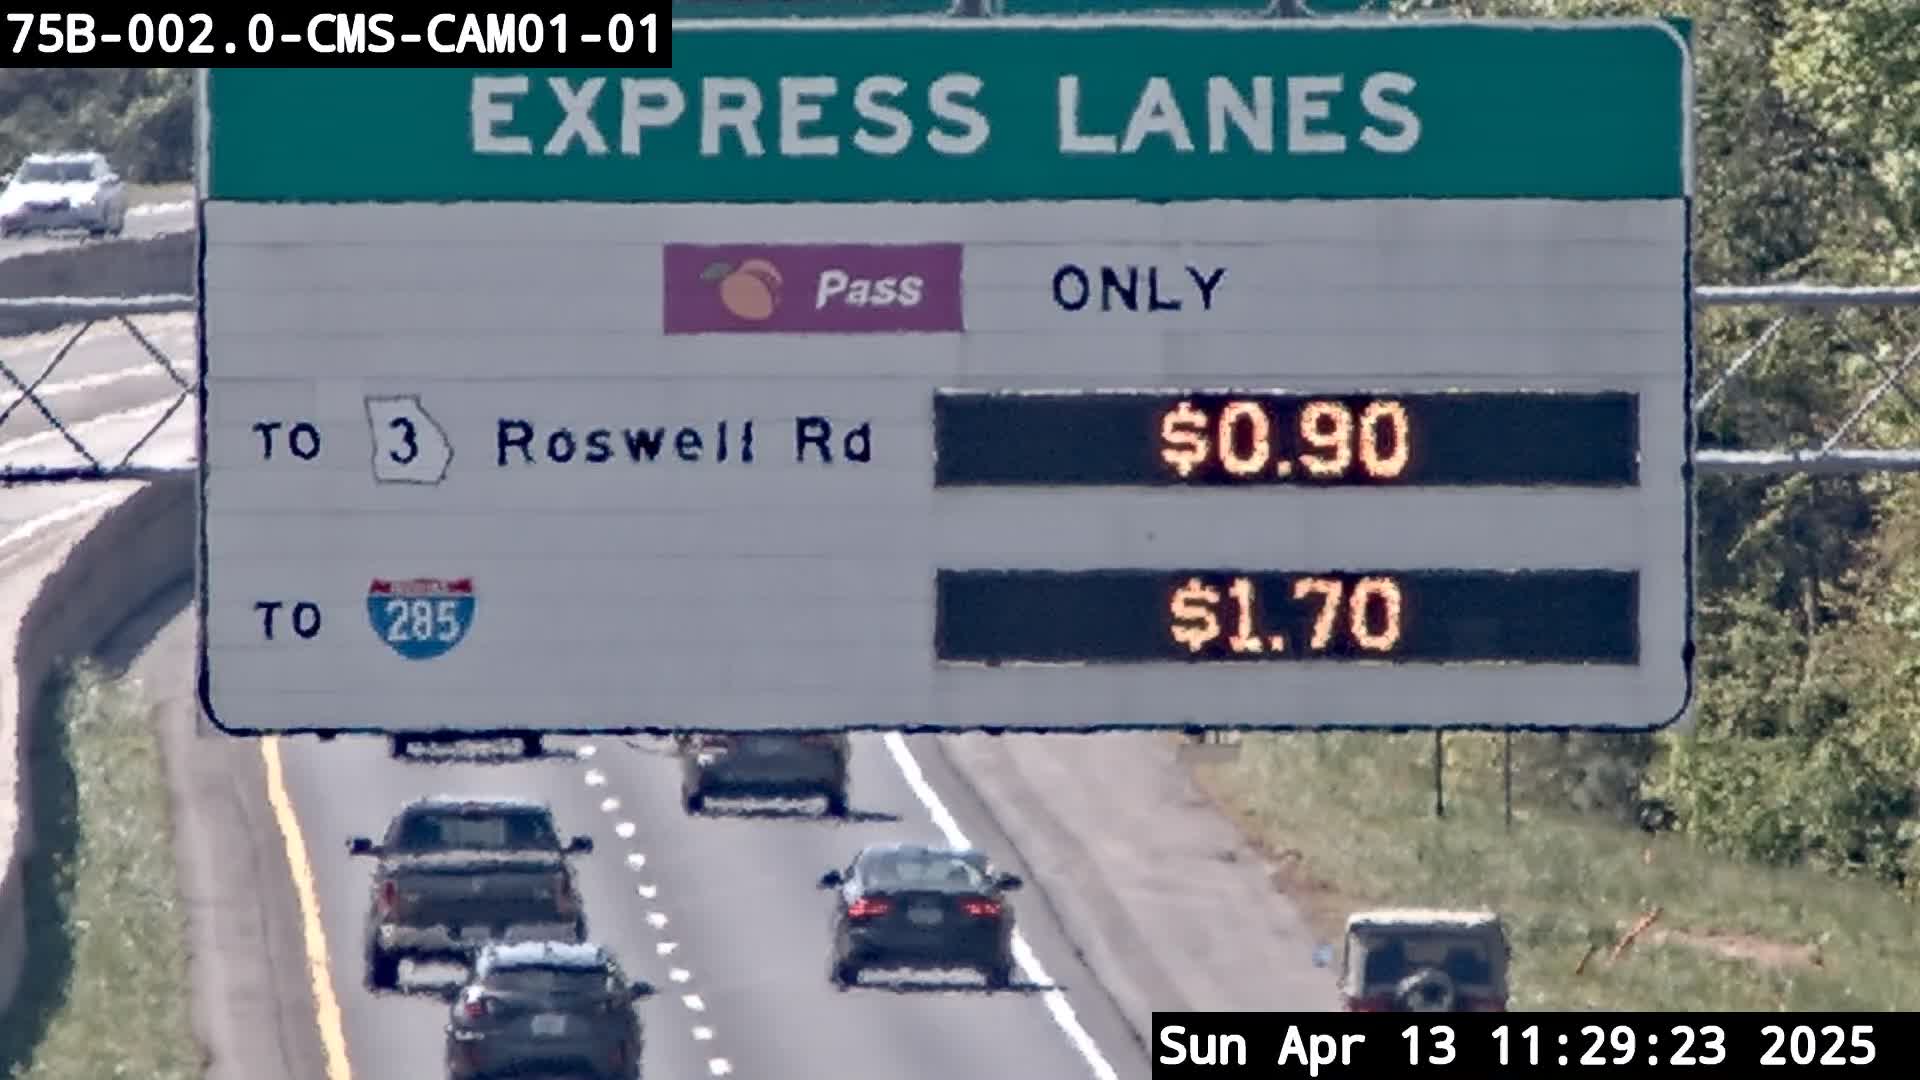 75B-002.0-CMS-CAM01-01
EXPRESS LANES
Pass ONLY
TO 3 Roswell Rd $0.90
TO 285 $1.70
Sun Apr 13 11:29:23 2025